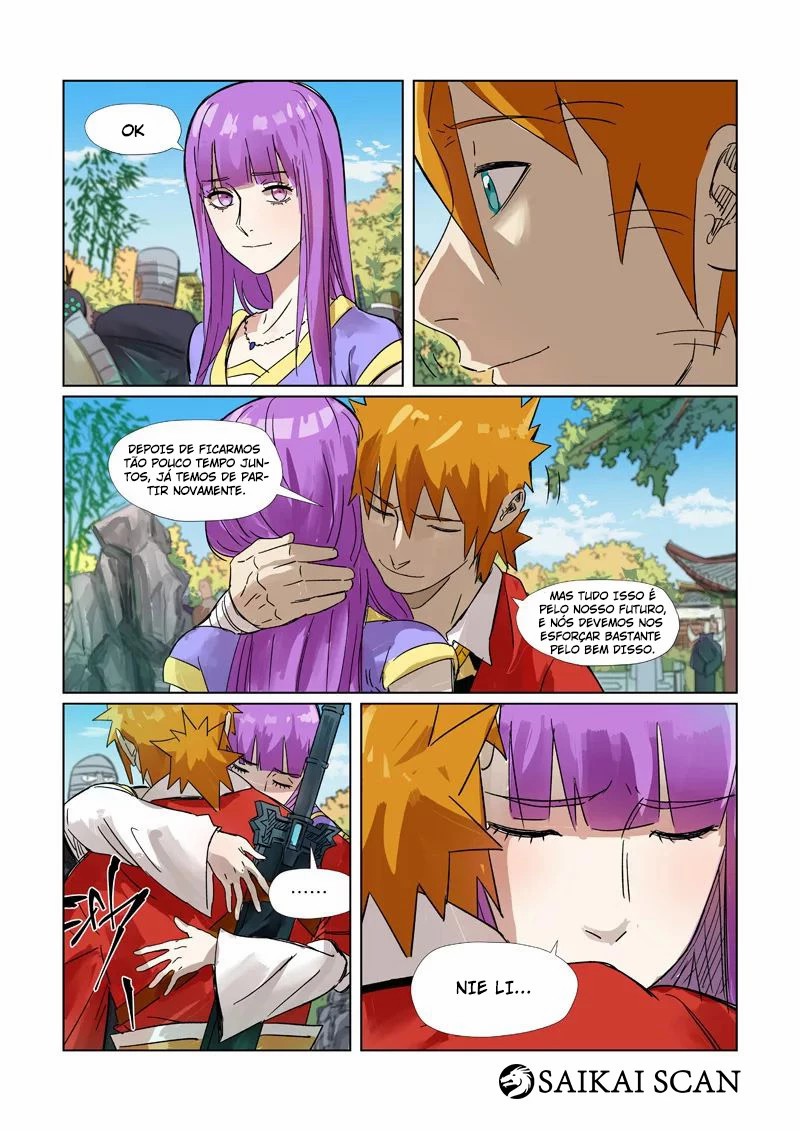 OK
DEPOIS DE FICARMOS
TÃO POUCO TEMPO JUN-
TOS, JÁ TEMOS DE PAR-
TIR NOVAMENTE.
MAS TUDO ISSO É
PELO NOSSO FUTURO,
E NÓS DEVEMOS NOS
ESFORÇAR BASTANTE
PELO BEM DISSO.
......
NIE LI...
SAIKAI SCAN